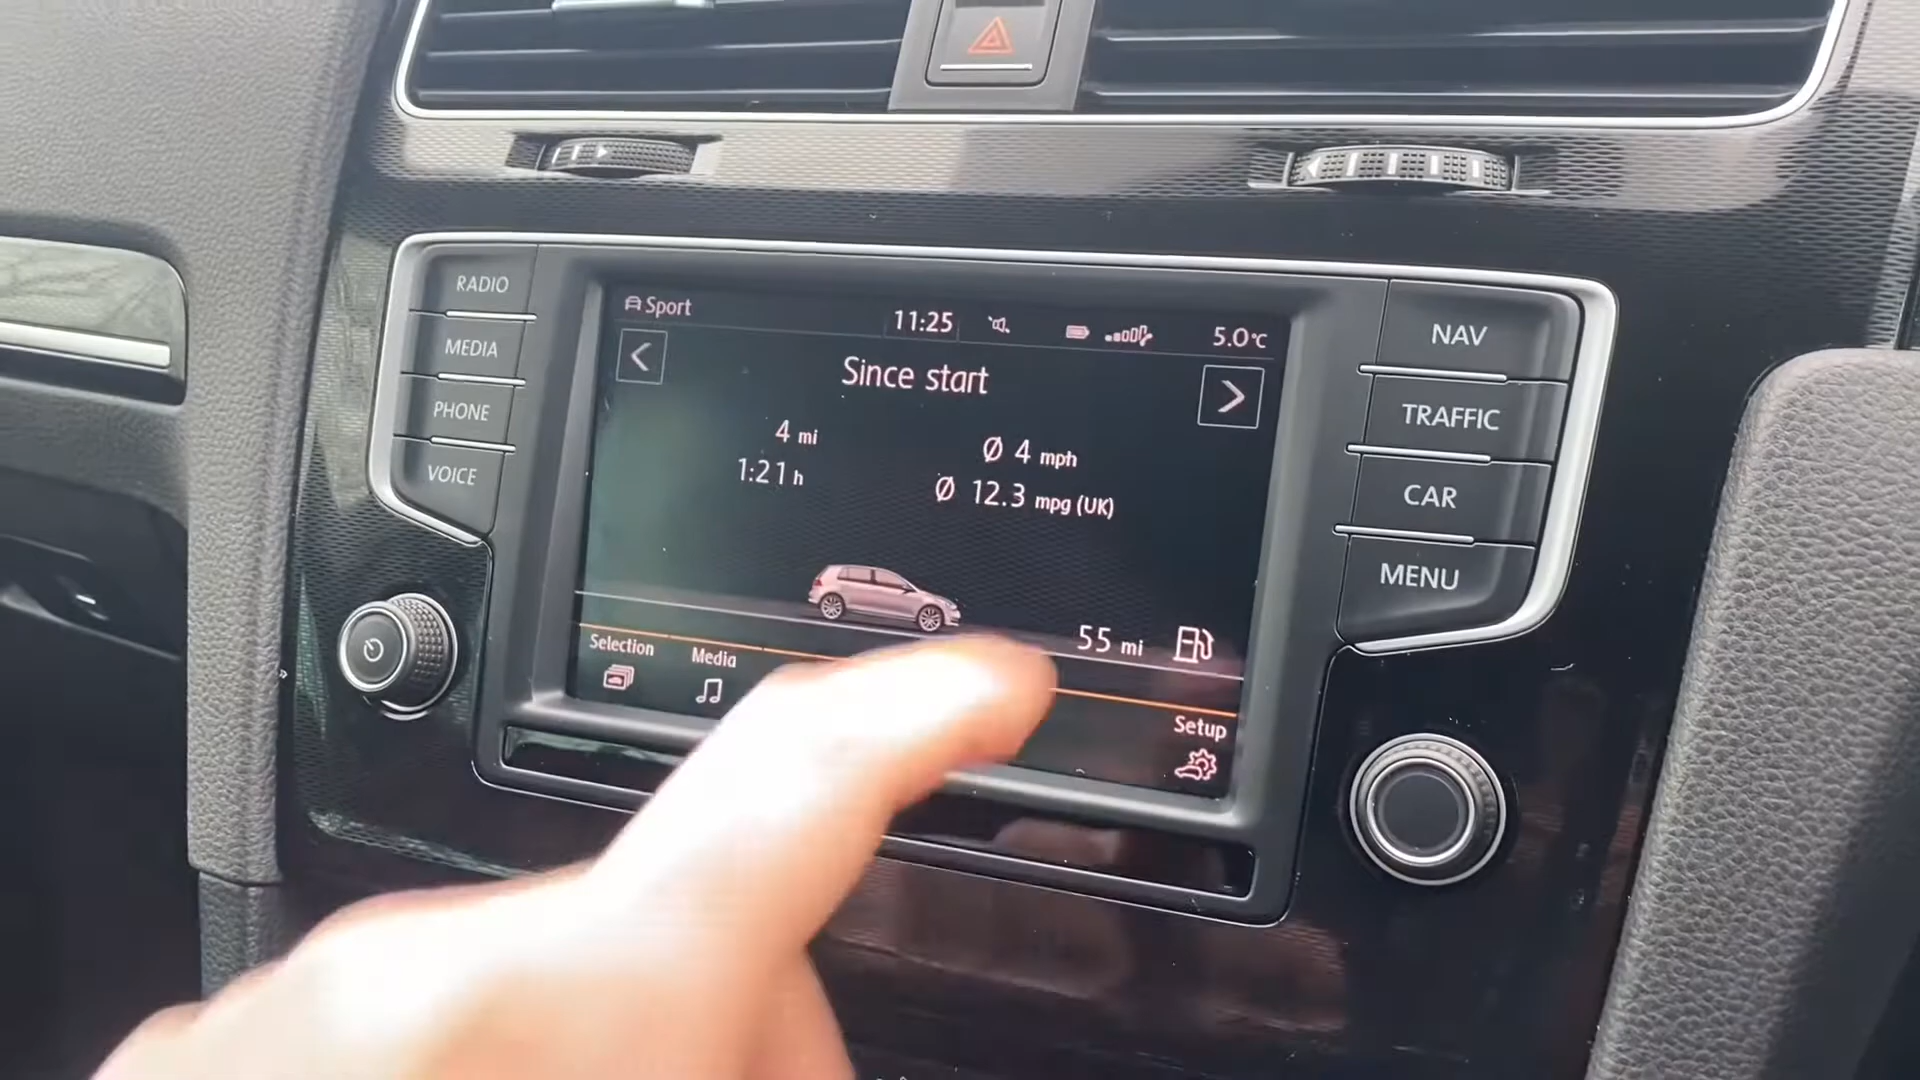 RADIO
MEDIA
PHONE
VOICE
Sport
11:25
5.0°C
Since start
4 mi
1:21 h
Ø 4 mph
Ø 12.3 mpg (UK)
55 mi
Selection
Media
Setup
NAV
TRAFFIC
CAR
MENU